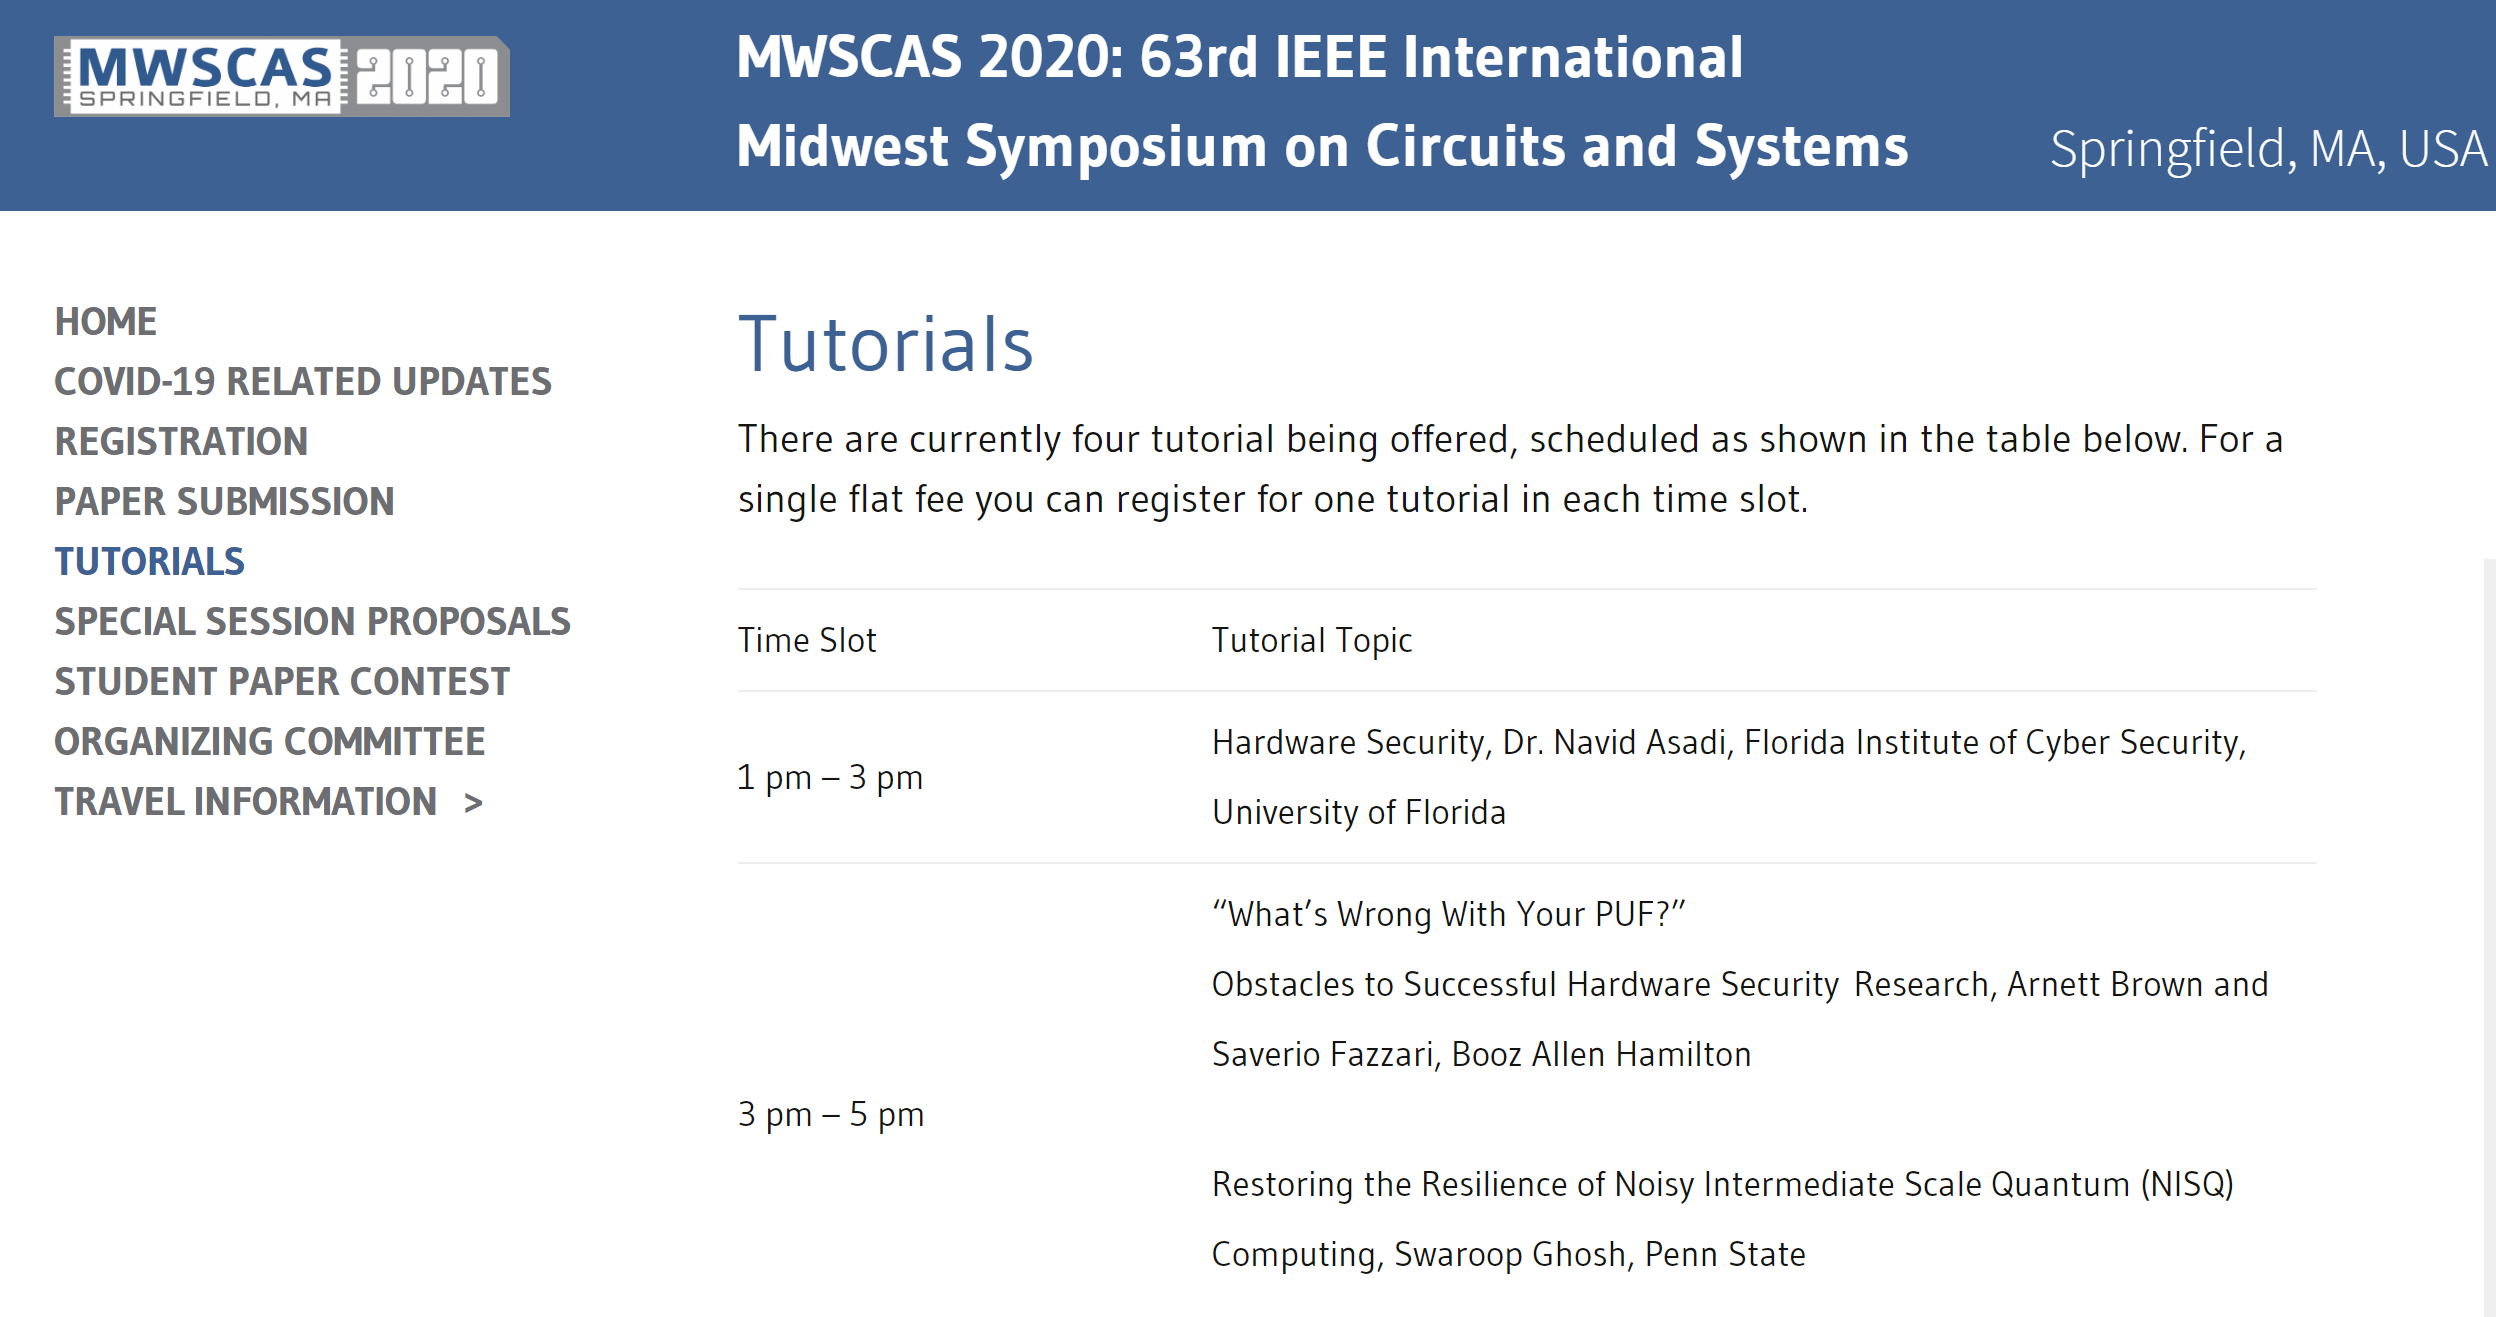 MWSCAS 2020
SPRINGFIELD, MA
MWSCAS 2020: 63rd IEEE International
Midwest Symposium on Circuits and Systems
Springfield, MA, USA
HOME
COVID-19 RELATED UPDATES
REGISTRATION
PAPER SUBMISSION
TUTORIALS
SPECIAL SESSION PROPOSALS
STUDENT PAPER CONTEST
ORGANIZING COMMITTEE
TRAVEL INFORMATION >
Tutorials
There are currently four tutorial being offered, scheduled as shown in the table below. For a
single flat fee you can register for one tutorial in each time slot.
Time Slot Tutorial Topic
1 pm – 3 pm
Hardware Security, Dr. Navid Asadi, Florida Institute of Cyber Security,
University of Florida
3 pm – 5 pm
“What’s Wrong With Your PUF?”
Obstacles to Successful Hardware Security Research, Arnett Brown and
Saverio Fazzari, Booz Allen Hamilton
Restoring the Resilience of Noisy Intermediate Scale Quantum (NISQ)
Computing, Swaroop Ghosh, Penn State